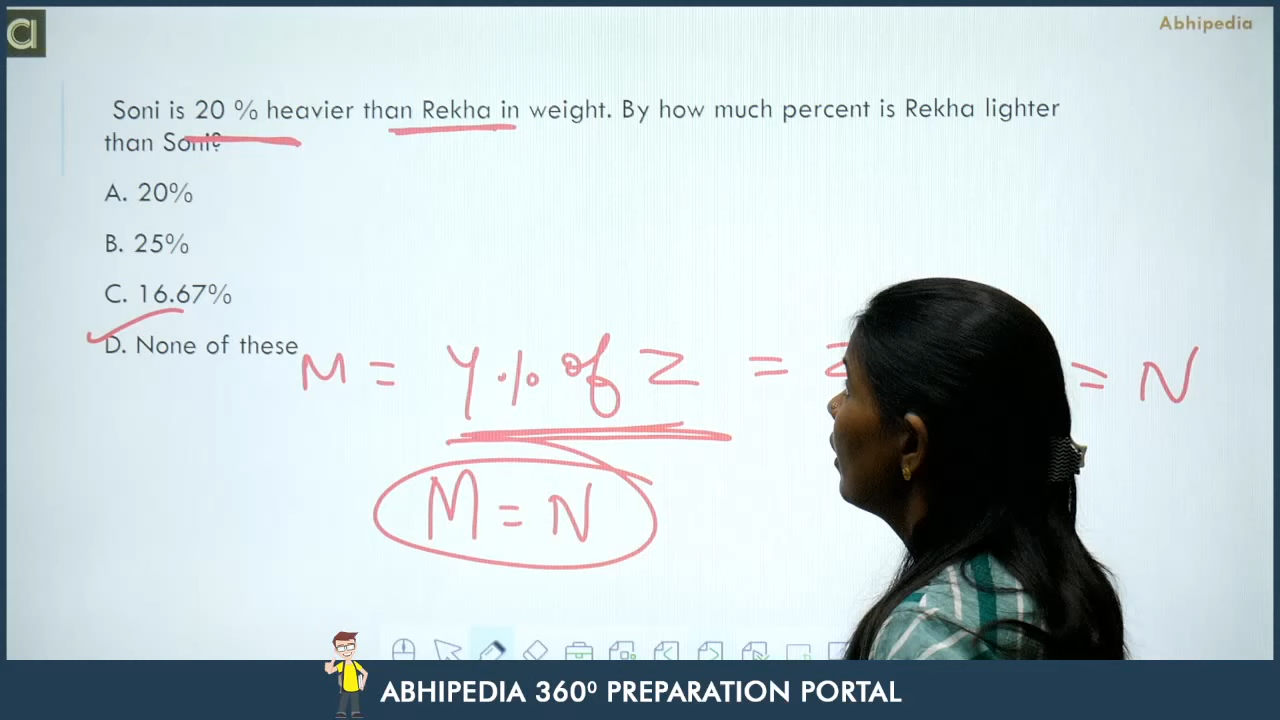 Abhipedia
Soni is 20 % heavier than Rekha in weight. By how much percent is Rekha lighter
than Soni?
A. 20%
B. 25%
C. 16.67%
D. None of these
M = y % of z = = N
M = N
ABHIPEDIA 360⁰ PREPARATION PORTAL